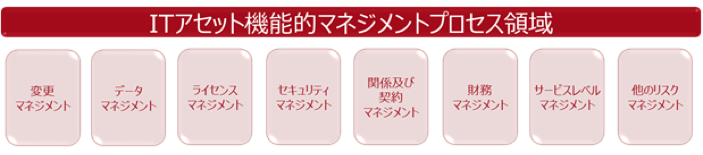 ITアセット機能的マネジメントプロセス領域
変更
マネジメント
データ
マネジメント
ライセンス
マネジメント
セキュリティ
マネジメント
関係及び
契約
マネジメント
財務
マネジメント
サービスレベル
マネジメント
他のリスク
マネジメント